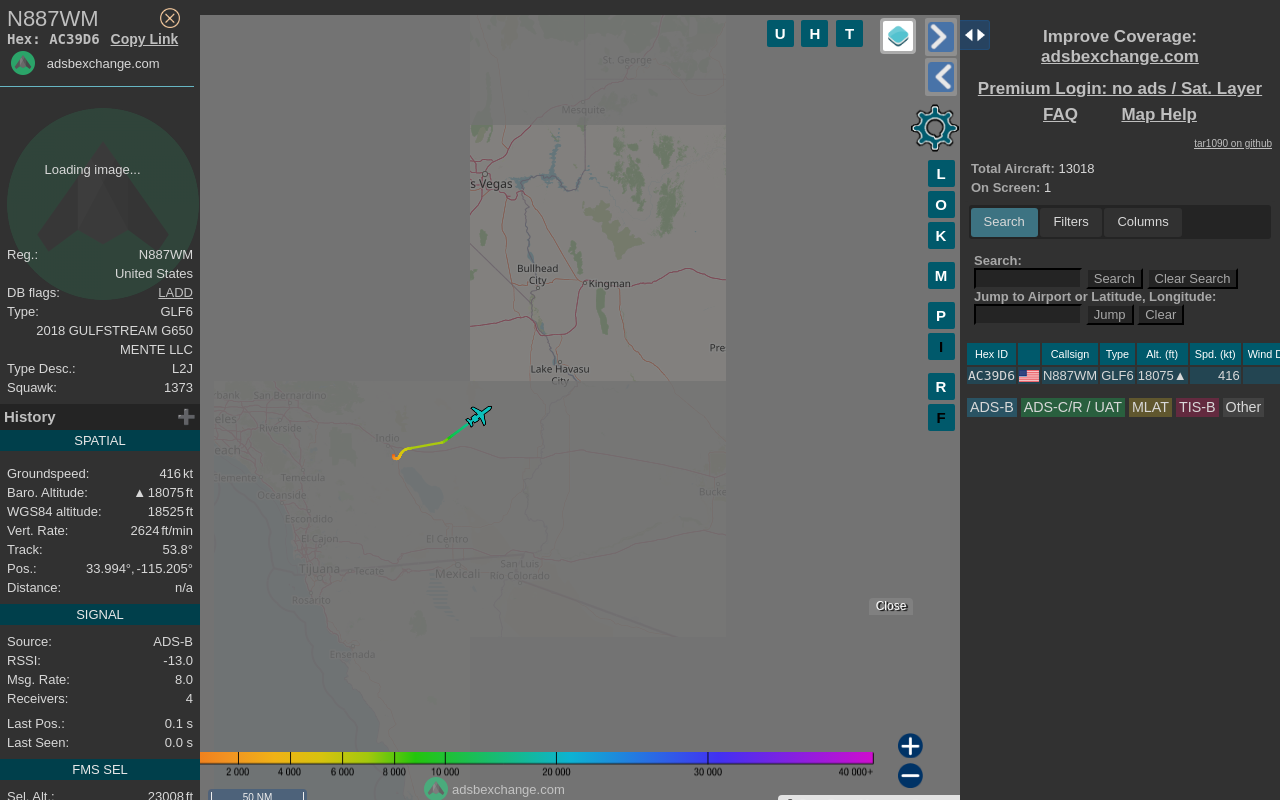 N887WM
Hex: AC39D6 Copy Link
adsbexchange.com
Loading image...
Reg.: N887WM
United States
DB flags: LADD
Type: GLF6
2018 GULFSTREAM G650
MENTE LLC
Type Desc.: L2J
Squawk: 1373
History
SPATIAL
Groundspeed: 416 kt
Baro. Altitude: ▲ 18075 ft
WGS84 altitude: 18525 ft
Vert. Rate: 2624 ft/min
Track: 53.8°
Pos.: 33.994°, -115.205°
Distance: n/a
SIGNAL
Source: ADS-B
RSSI: -13.0
Msg. Rate: 8.0
Receivers: 4
Last Pos.: 0.1 s
Last Seen: 0.0 s
FMS SEL
Sel. Alt.: 23008 ft
U H T
L
O
K
M
P
I
R
F
St. George
Mesquite
s Vegas
Bullhead
City
Kingman
Pre
Lake Havasu
City
bank
San Bernardino
eles
Riverside
Indio
each
lemente
Temecula
Oceanside
Bucke
Escondido
El Cajon
El Centro
San Luis
Río Colorado
Tijuana
Tecate
Mexicali
Rosarito
Ensenada
Close
2 000 4 000 6 000 8 000 10 000 20 000 30 000 40 000+
50 NM
adsbexchange.com
Improve Coverage:
adsbexchange.com
Premium Login: no ads / Sat. Layer
FAQ Map Help
tar1090 on github
Total Aircraft: 13018
On Screen: 1
Search Filters Columns
Search:
Search Clear Search
Jump to Airport or Latitude, Longitude:
Jump Clear
Hex ID Callsign Type Alt. (ft) Spd. (kt) Wind D
AC39D6 N887WM GLF6 18075▲ 416
ADS-B ADS-C/R / UAT MLAT TIS-B Other